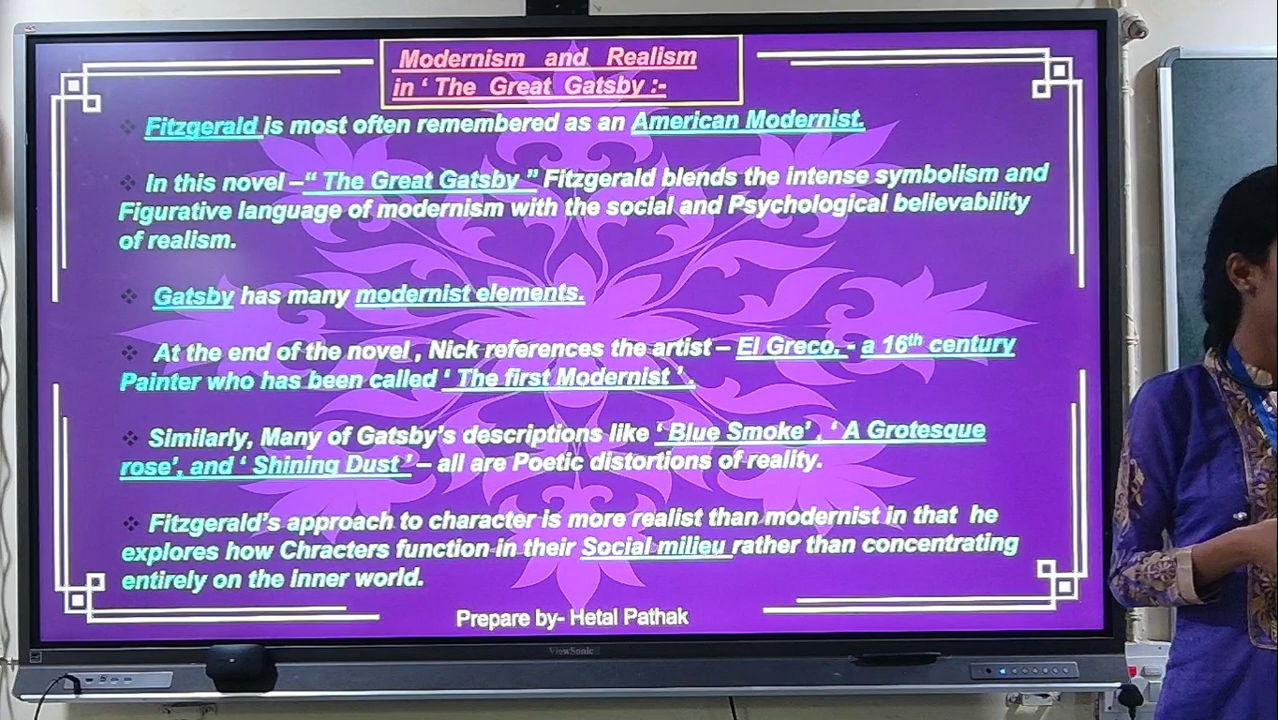 Modernism and Realism
in ‘ The Great Gatsby :-
Fitzgerald is most often remembered as an American Modernist.
In this novel –“ The Great Gatsby ” Fitzgerald blends the intense symbolism and
Figurative language of modernism with the social and Psychological believability
of realism.
Gatsby has many modernist elements.
At the end of the novel , Nick references the artist – El Greco. - a 16th century
Painter who has been called ‘ The first Modernist ’ .
Similarly, Many of Gatsby’s descriptions like ‘ Blue Smoke’ , ‘ A Grotesque
rose’, and ‘ Shining Dust ’ – all are Poetic distortions of reality.
Fitzgerald’s approach to character is more realist than modernist in that he
explores how Chracters function in their Social milieu rather than concentrating
entirely on the inner world.
Prepare by- Hetal Pathak
ViewSonic